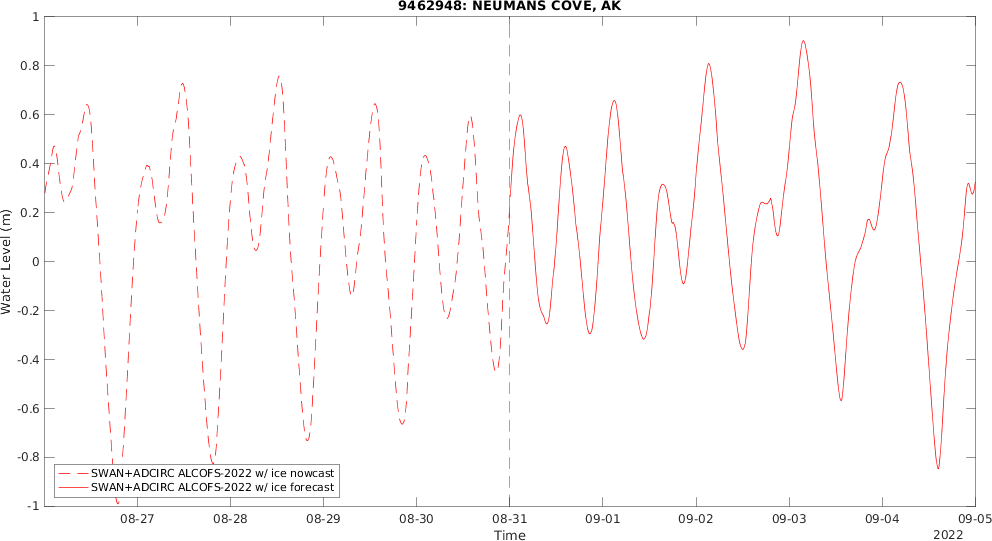 9462948: NEUMANS COVE, AK
Water Level (m)
1
0.8
0.6
0.4
0.2
0
-0.2
-0.4
-0.6
-0.8
-1
SWAN+ADCIRC ALCOFS-2022 w/ ice nowcast
SWAN+ADCIRC ALCOFS-2022 w/ ice forecast
08-27 08-28 08-29 08-30 08-31 09-01 09-02 09-03 09-04 09-05
Time
2022